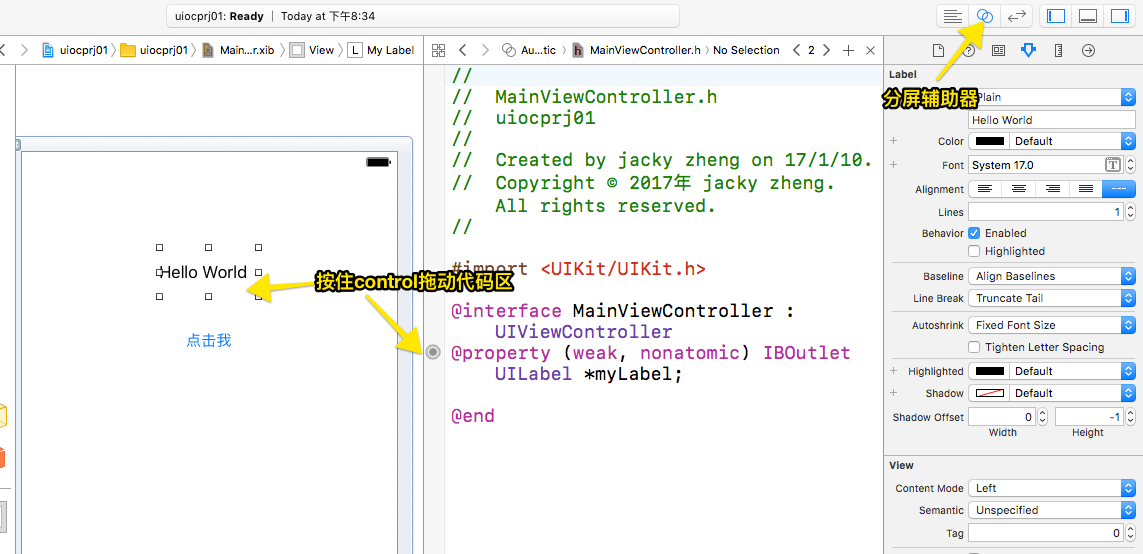 uiocprj01: Ready | Today at 下午8:34
uiocprj01 uiocprj01 Main...r.xib View L My Label
Au...tic h MainViewController.h No Selection 2
分屏辅助器
//
// MainViewController.h
// uiocprj01
//
// Created by jacky zheng on 17/1/10.
// Copyright © 2017年 jacky zheng.
All rights reserved.
//
#import <UIKit/UIKit.h>
@interface MainViewController :
UIViewController
@property (weak, nonatomic) IBOutlet
UILabel *myLabel;
@end
Hello World
按住control拖动代码区
点击我
Label
Plain
Hello World
Color Default
Font System 17.0 T
Alignment ---
Lines 1
Behavior Enabled
Highlighted
Baseline Align Baselines
Line Break Truncate Tail
Autoshrink Fixed Font Size
Tighten Letter Spacing
Highlighted Default
Shadow Default
Shadow Offset 0 -1
Width Height
View
Content Mode Left
Semantic Unspecified
Tag 0